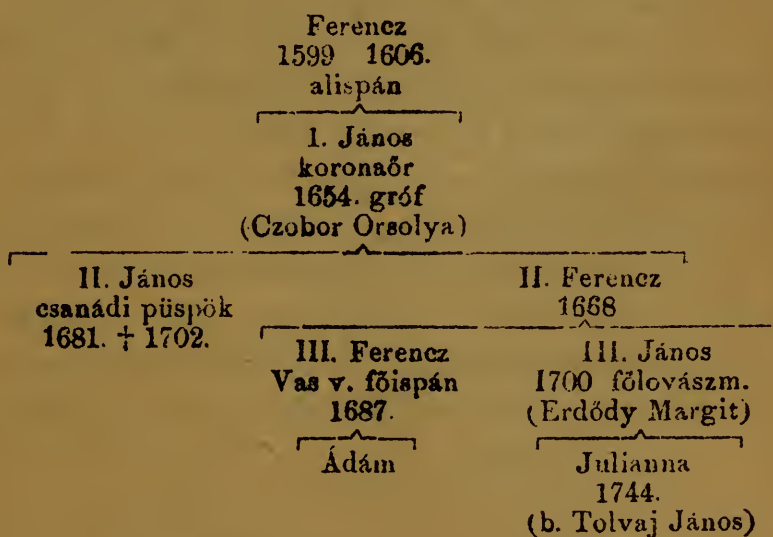 Ferencz
1599 1606.
alispán
I. János
koronaőr
1654. gróf
(Czobor Orsolya)
II. János
csanádi püspök
1681. † 1702.
II. Ferencz
1668
III. Ferencz
Vas v. főispán
1687.
Ádám
III. János
1700 főlovászm.
(Erdődy Margit)
Julianna
1744.
(b. Tolvaj János)